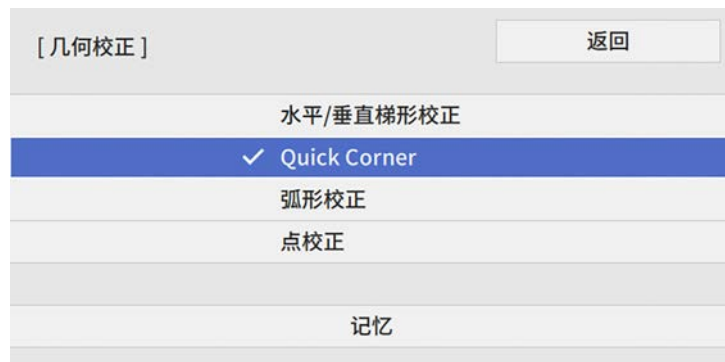 [ 几何校正 ]
返回
水平/垂直梯形校正
Quick Corner
弧形校正
点校正
记忆